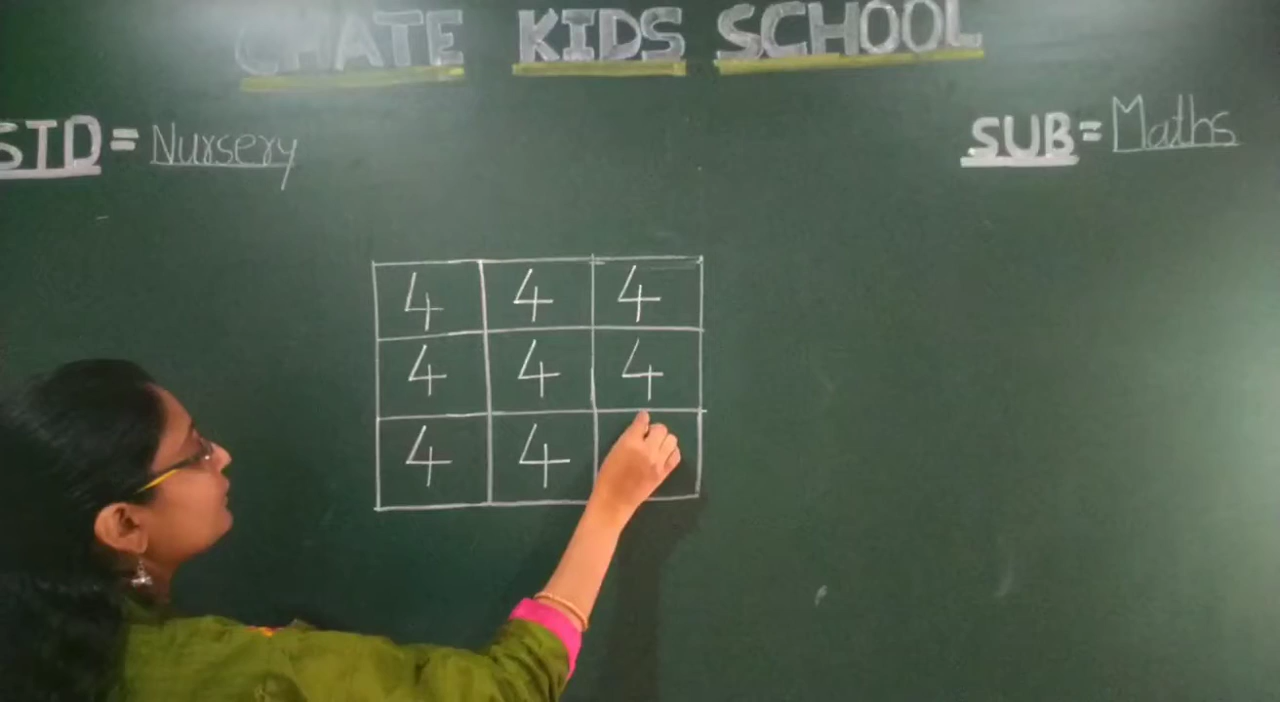 CHATE KIDS SCHOOL
STD = Nursery
SUB = Maths
4 4 4
4 4 4
4 4